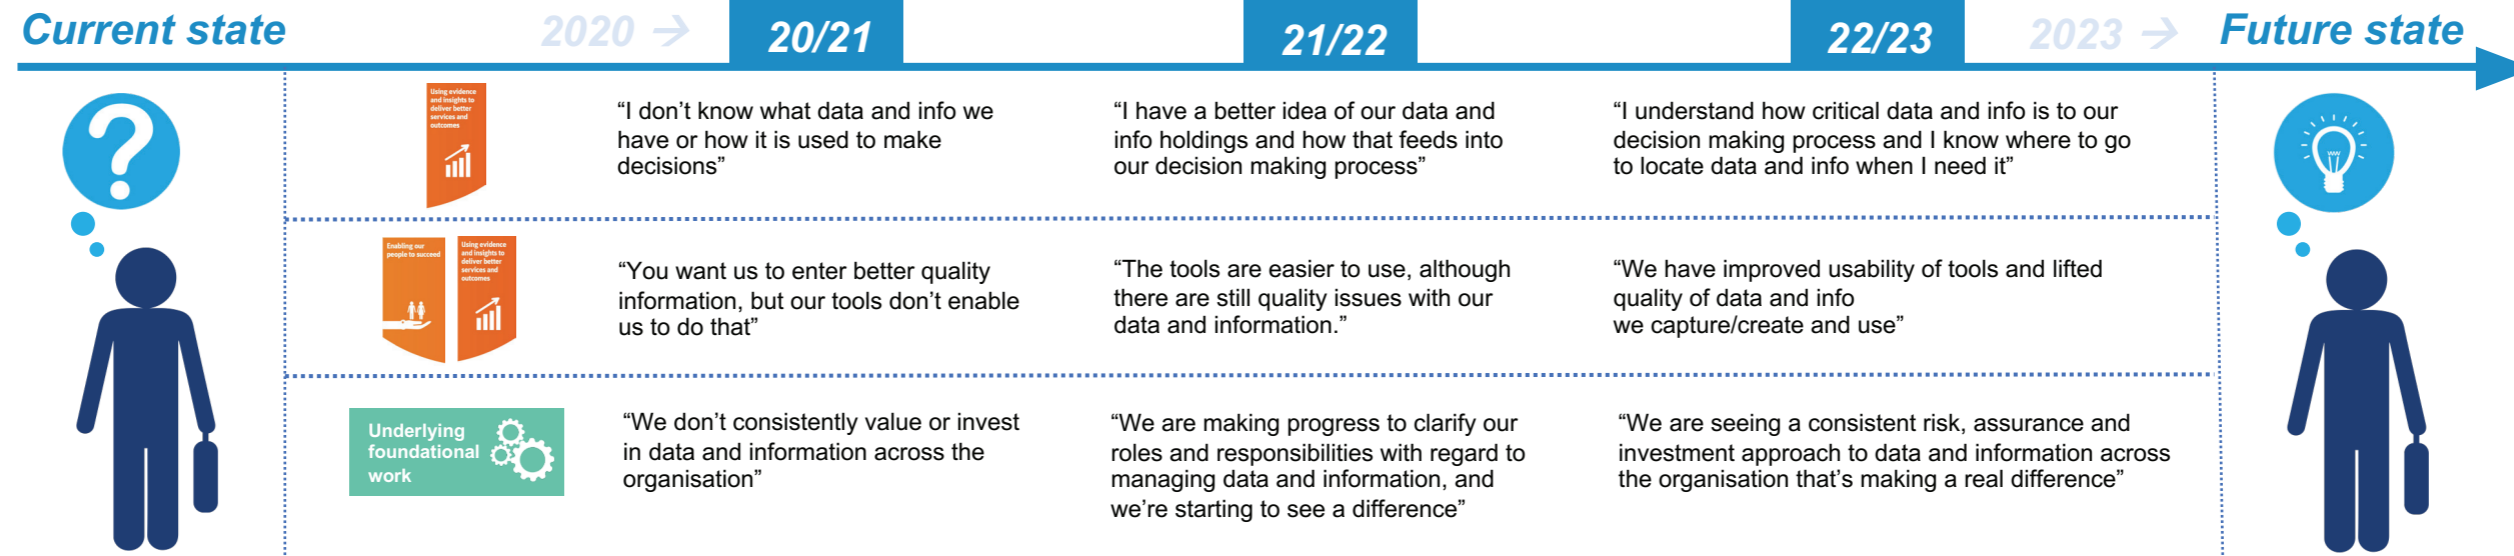 Current state
2020 →
20/21
21/22
22/23
2023 →
Future state
Using evidence
and insights to
deliver better
services and
outcomes
“I don’t know what data and info we
have or how it is used to make
decisions”
“I have a better idea of our data and
info holdings and how that feeds into
our decision making process”
“I understand how critical data and info is to our
decision making process and I know where to go
to locate data and info when I need it”
Enabling our
people to succeed
Using evidence
and insights to
deliver better
services and
outcomes
“You want us to enter better quality
information, but our tools don’t enable
us to do that”
“The tools are easier to use, although
there are still quality issues with our
data and information.”
“We have improved usability of tools and lifted
quality of data and info
we capture/create and use”
Underlying
foundational
work
“We don’t consistently value or invest
in data and information across the
organisation”
“We are making progress to clarify our
roles and responsibilities with regard to
managing data and information, and
we’re starting to see a difference”
“We are seeing a consistent risk, assurance and
investment approach to data and information across
the organisation that’s making a real difference”